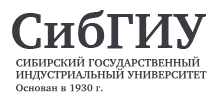 СибГИУ
СИБИРСКИЙ ГОСУДАРСТВЕННЫЙ
ИНДУСТРИАЛЬНЫЙ УНИВЕРСИТЕТ
Основан в 1930 г.